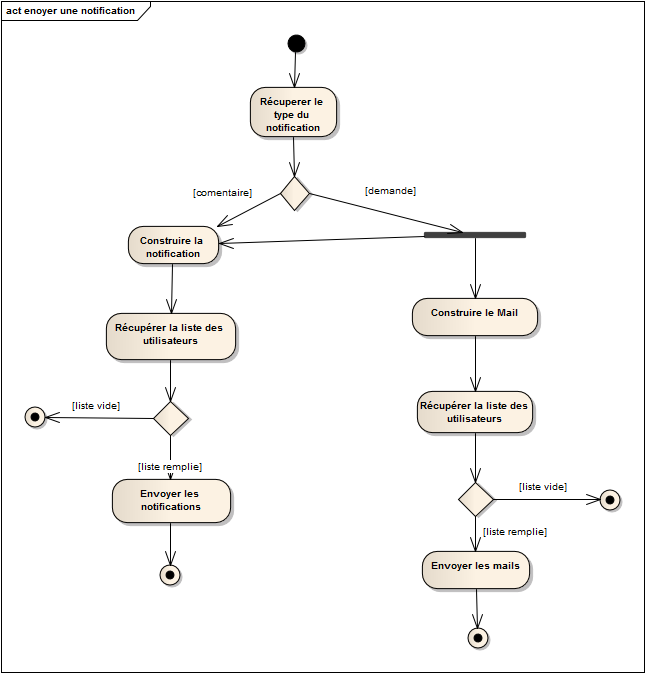 act enoyer une notification
Récuperer le
type du
notification
[comentaire]
[demande]
Construire la
notification
Construire le Mail
Récupérer la liste des
utilisateurs
[liste vide]
Récupérer la liste des
utilisateurs
[liste remplie]
Envoyer les
notifications
[liste vide]
[liste remplie]
Envoyer les mails